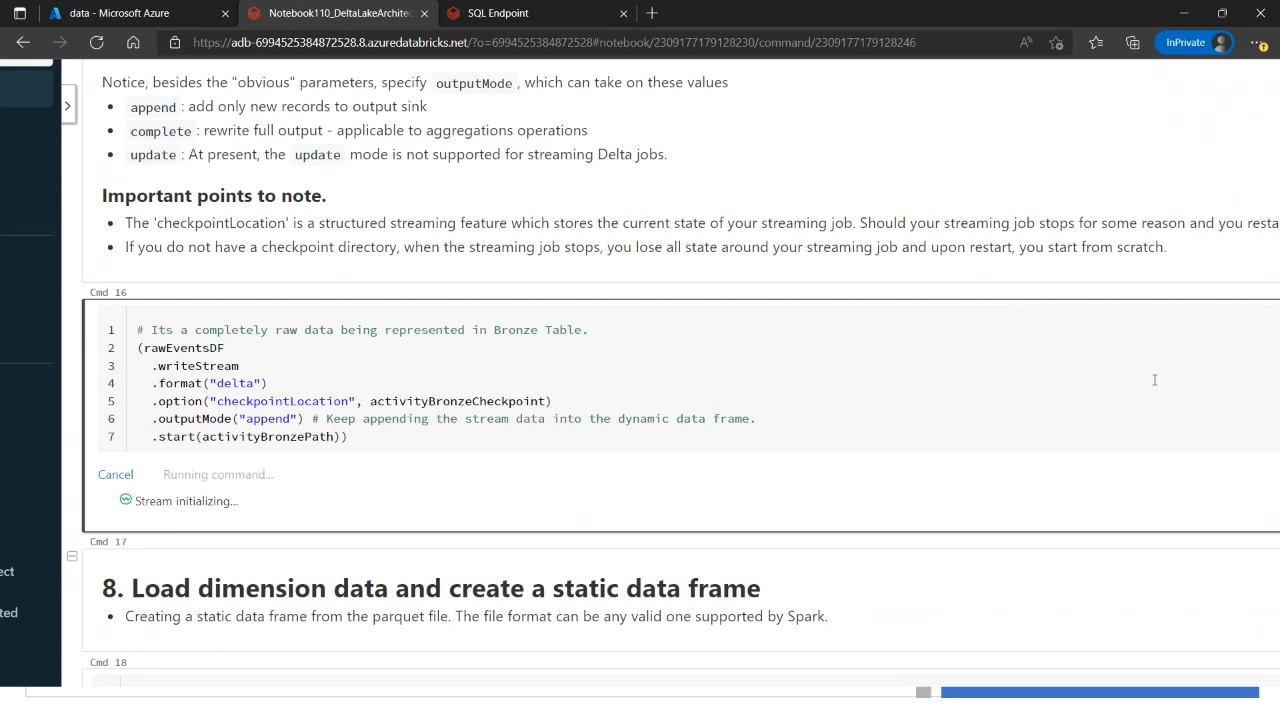 data - Microsoft Azure
Notebook110_DeltaLakeArchitec
SQL Endpoint
https://adb-6994525384872528.8.azuredatabricks.net/?o=6994525384872528#notebook/2309177179128230/command/2309177179128246
InPrivate
Notice, besides the "obvious" parameters, specify outputMode, which can take on these values
• append : add only new records to output sink
• complete : rewrite full output - applicable to aggregations operations
• update : At present, the update mode is not supported for streaming Delta jobs.
Important points to note.
• The 'checkpointLocation' is a structured streaming feature which stores the current state of your streaming job. Should your streaming job stops for some reason and you resta
• If you do not have a checkpoint directory, when the streaming job stops, you lose all state around your streaming job and upon restart, you start from scratch.
Cmd 16
1 # Its a completely raw data being represented in Bronze Table.
2 (rawEventsDF
3 .writeStream
4 .format("delta")
5 .option("checkpointLocation", activityBronzeCheckpoint)
6 .outputMode("append") # Keep appending the stream data into the dynamic data frame.
7 .start(activityBronzePath))
Cancel Running command...
Stream initializing...
Cmd 17
8. Load dimension data and create a static data frame
• Creating a static data frame from the parquet file. The file format can be any valid one supported by Spark.
Cmd 18
ect
ted